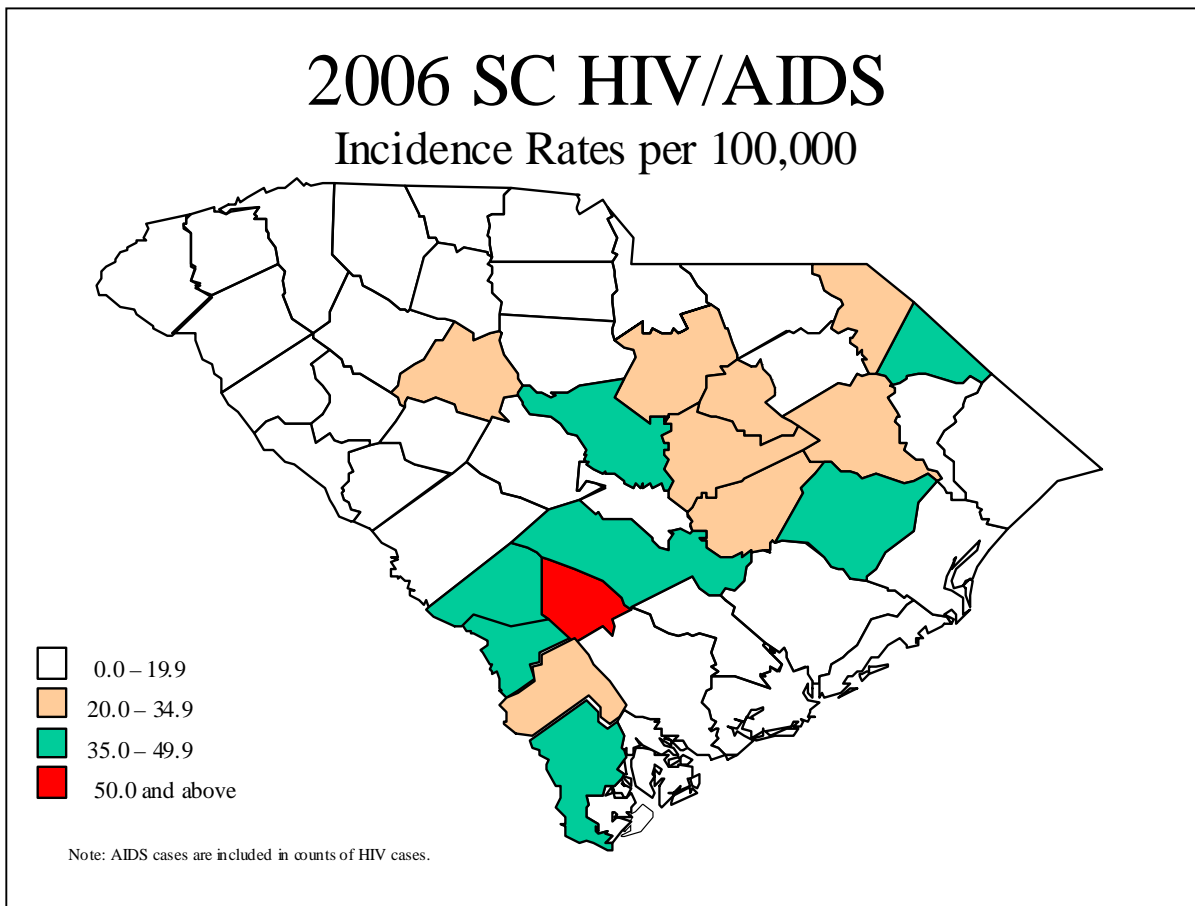 2006 SC HIV/AIDS
Incidence Rates per 100,000
0.0 – 19.9
20.0 – 34.9
35.0 – 49.9
50.0 and above
Note: AIDS cases are included in counts of HIV cases.